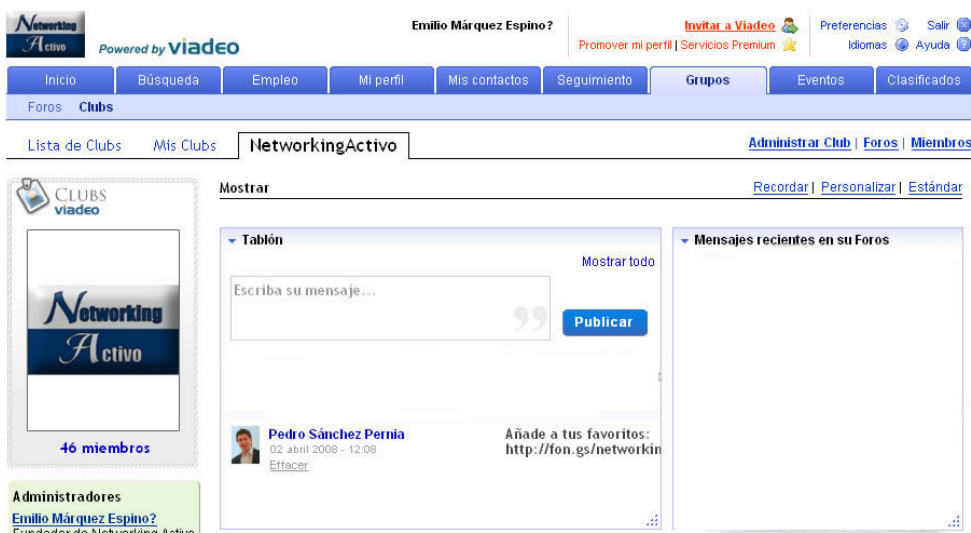 Networking
Activo
Powered by viadeo
Emilio Márquez Espino?
Invitar a Viadeo
Promover mi perfil | Servicios Premium
Preferencias
Salir
Idiomas
Ayuda
Inicio
Búsqueda
Empleo
Mi perfil
Mis contactos
Seguimiento
Grupos
Eventos
Clasificados
Foros
Clubs
Lista de Clubs
Mis Clubs
NetworkingActivo
Administrar Club | Foros | Miembros
CLUBS
viadeo
Networking
Activo
46 miembros
Administradores
Emilio Márquez Espino?
Fundador de Networking Activo
Mostrar
Recordar | Personalizar | Estándar
Tablón
Mostrar todo
Escriba su mensaje...
Publicar
Pedro Sánchez Pernia
02 abril 2008 - 12:08
Effacer
Añade a tus favoritos:
http://fon.gs/networkin
Mensajes recientes en su Foros